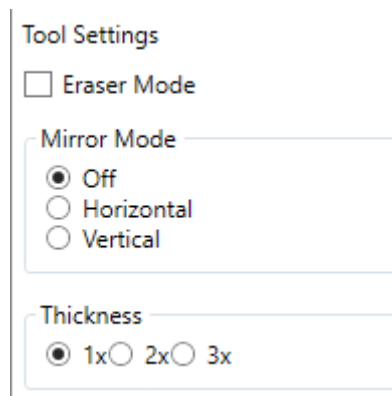 Tool Settings
Eraser Mode
Mirror Mode
Off
Horizontal
Vertical
Thickness
1x 2x 3x